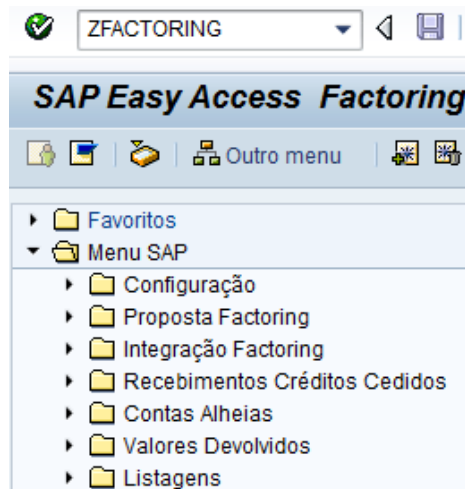 ZFACTORING
SAP Easy Access Factoring
Outro menu
Favoritos
Menu SAP
Configuração
Proposta Factoring
Integração Factoring
Recebimentos Créditos Cedidos
Contas Alheias
Valores Devolvidos
Listagens